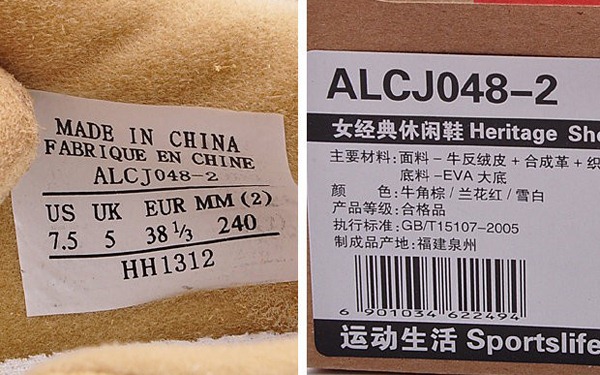 MADE IN CHINA
FABRIQUE EN CHINE
ALCJ048-2
US UK EUR MM (2)
7.5 5 38 1/3 240
HH1312
ALCJ048-2
女经典休闲鞋 Heritage
主要材料: 面料-牛反绒皮+合成革+织
底料-EVA 大底
颜 色:牛角棕/兰花红/雪白
产品等级: 合格品
执行标准: GB/T15107-2005
制成品产地: 福建泉州
6 901034 622494
运动生活 Sportslife